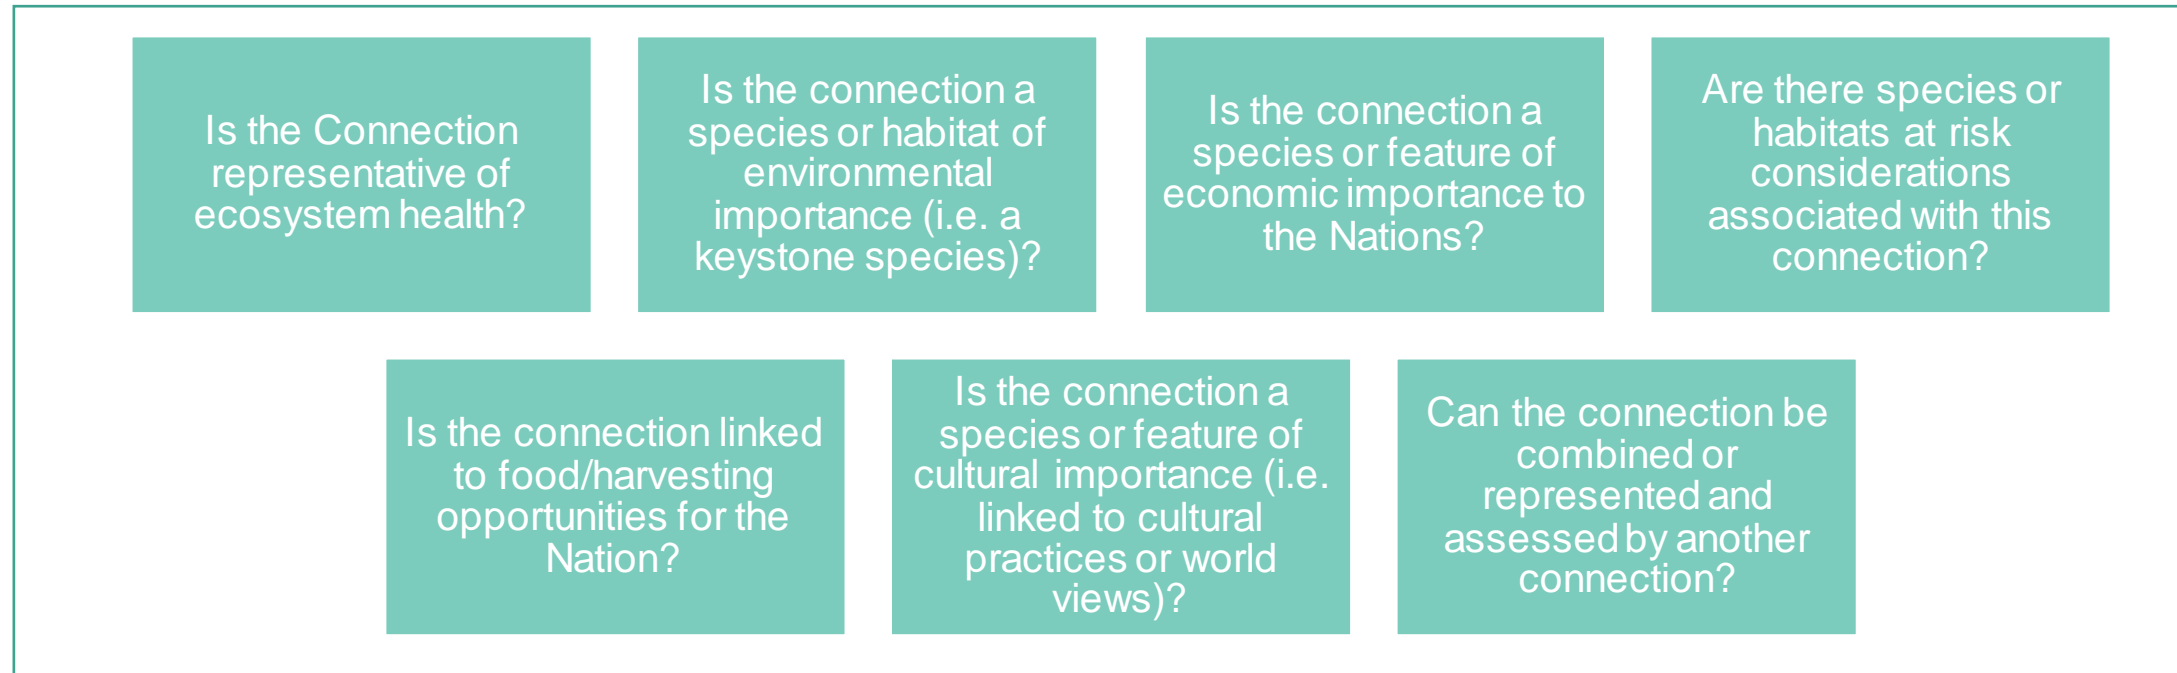 Is the Connection
representative of
ecosystem health?
Is the connection a
species or habitat of
environmental
importance (i.e. a
keystone species)?
Is the connection a
species or feature of
economic importance to
the Nations?
Are there species or
habitats at risk
considerations
associated with this
connection?
Is the connection linked
to food/harvesting
opportunities for the
Nation?
Is the connection a
species or feature of
cultural importance (i.e.
linked to cultural
practices or world
views)?
Can the connection be
combined or
represented and
assessed by another
connection?